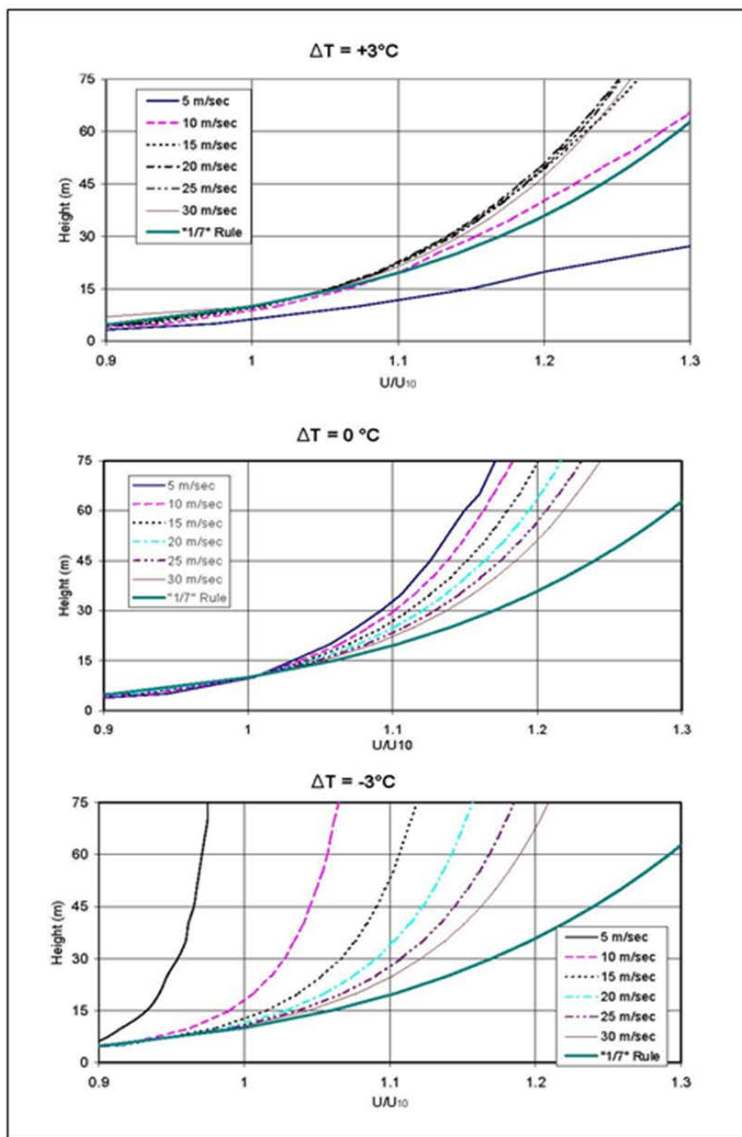 ΔT = +3°C
75
60
45
30
15
0
Height (m)
5 m/sec
10 m/sec
15 m/sec
20 m/sec
25 m/sec
30 m/sec
"1/7" Rule
0.9 1 1.1 1.2 1.3
U/U10
ΔT = 0 °C
75
60
45
30
15
0
Height (m)
5 m/sec
10 m/sec
15 m/sec
20 m/sec
25 m/sec
30 m/sec
"1/7" Rule
0.9 1 1.1 1.2 1.3
U/U10
ΔT = -3°C
75
60
45
30
15
0
Height (m)
5 m/sec
10 m/sec
15 m/sec
20 m/sec
25 m/sec
30 m/sec
"1/7" Rule
0.9 1 1.1 1.2 1.3
U/U10